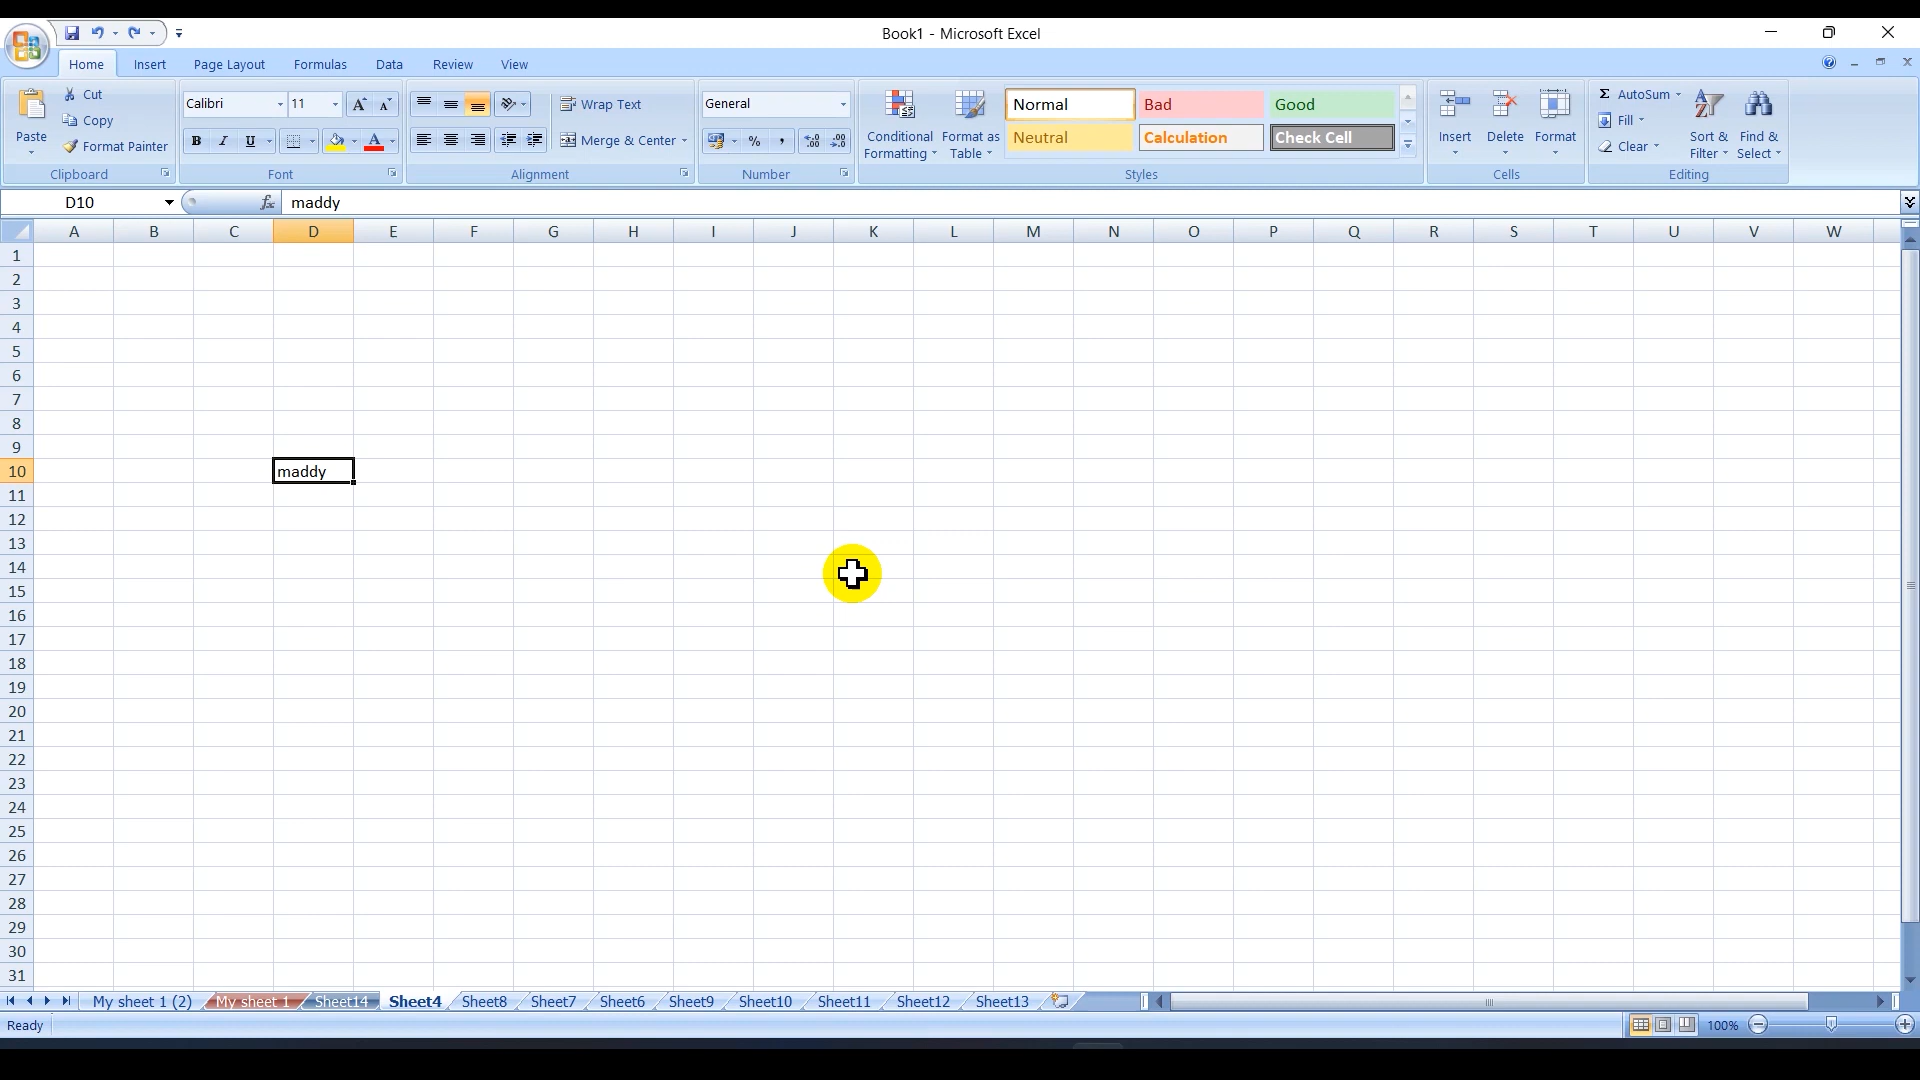 Book1 - Microsoft Excel
Home Insert Page Layout Formulas Data Review View
Paste
Cut
Copy
Format Painter
Clipboard
Calibri 11
B I U
Font
Wrap Text
Merge & Center
Alignment
General
% ,
Number
Conditional Formatting
Format as Table
Normal Bad Good
Neutral Calculation Check Cell
Styles
Insert Delete Format
Cells
Σ AutoSum
Fill
Clear
Sort & Filter
Find & Select
Editing
D10 fx maddy
A B C D E F G H I J K L M N O P Q R S T U V W
1
2
3
4
5
6
7
8
9
10 maddy
11
12
13
14
15
16
17
18
19
20
21
22
23
24
25
26
27
28
29
30
31
My sheet 1 (2) My sheet 1 Sheet14 Sheet4 Sheet8 Sheet7 Sheet6 Sheet9 Sheet10 Sheet11 Sheet12 Sheet13
Ready 100%